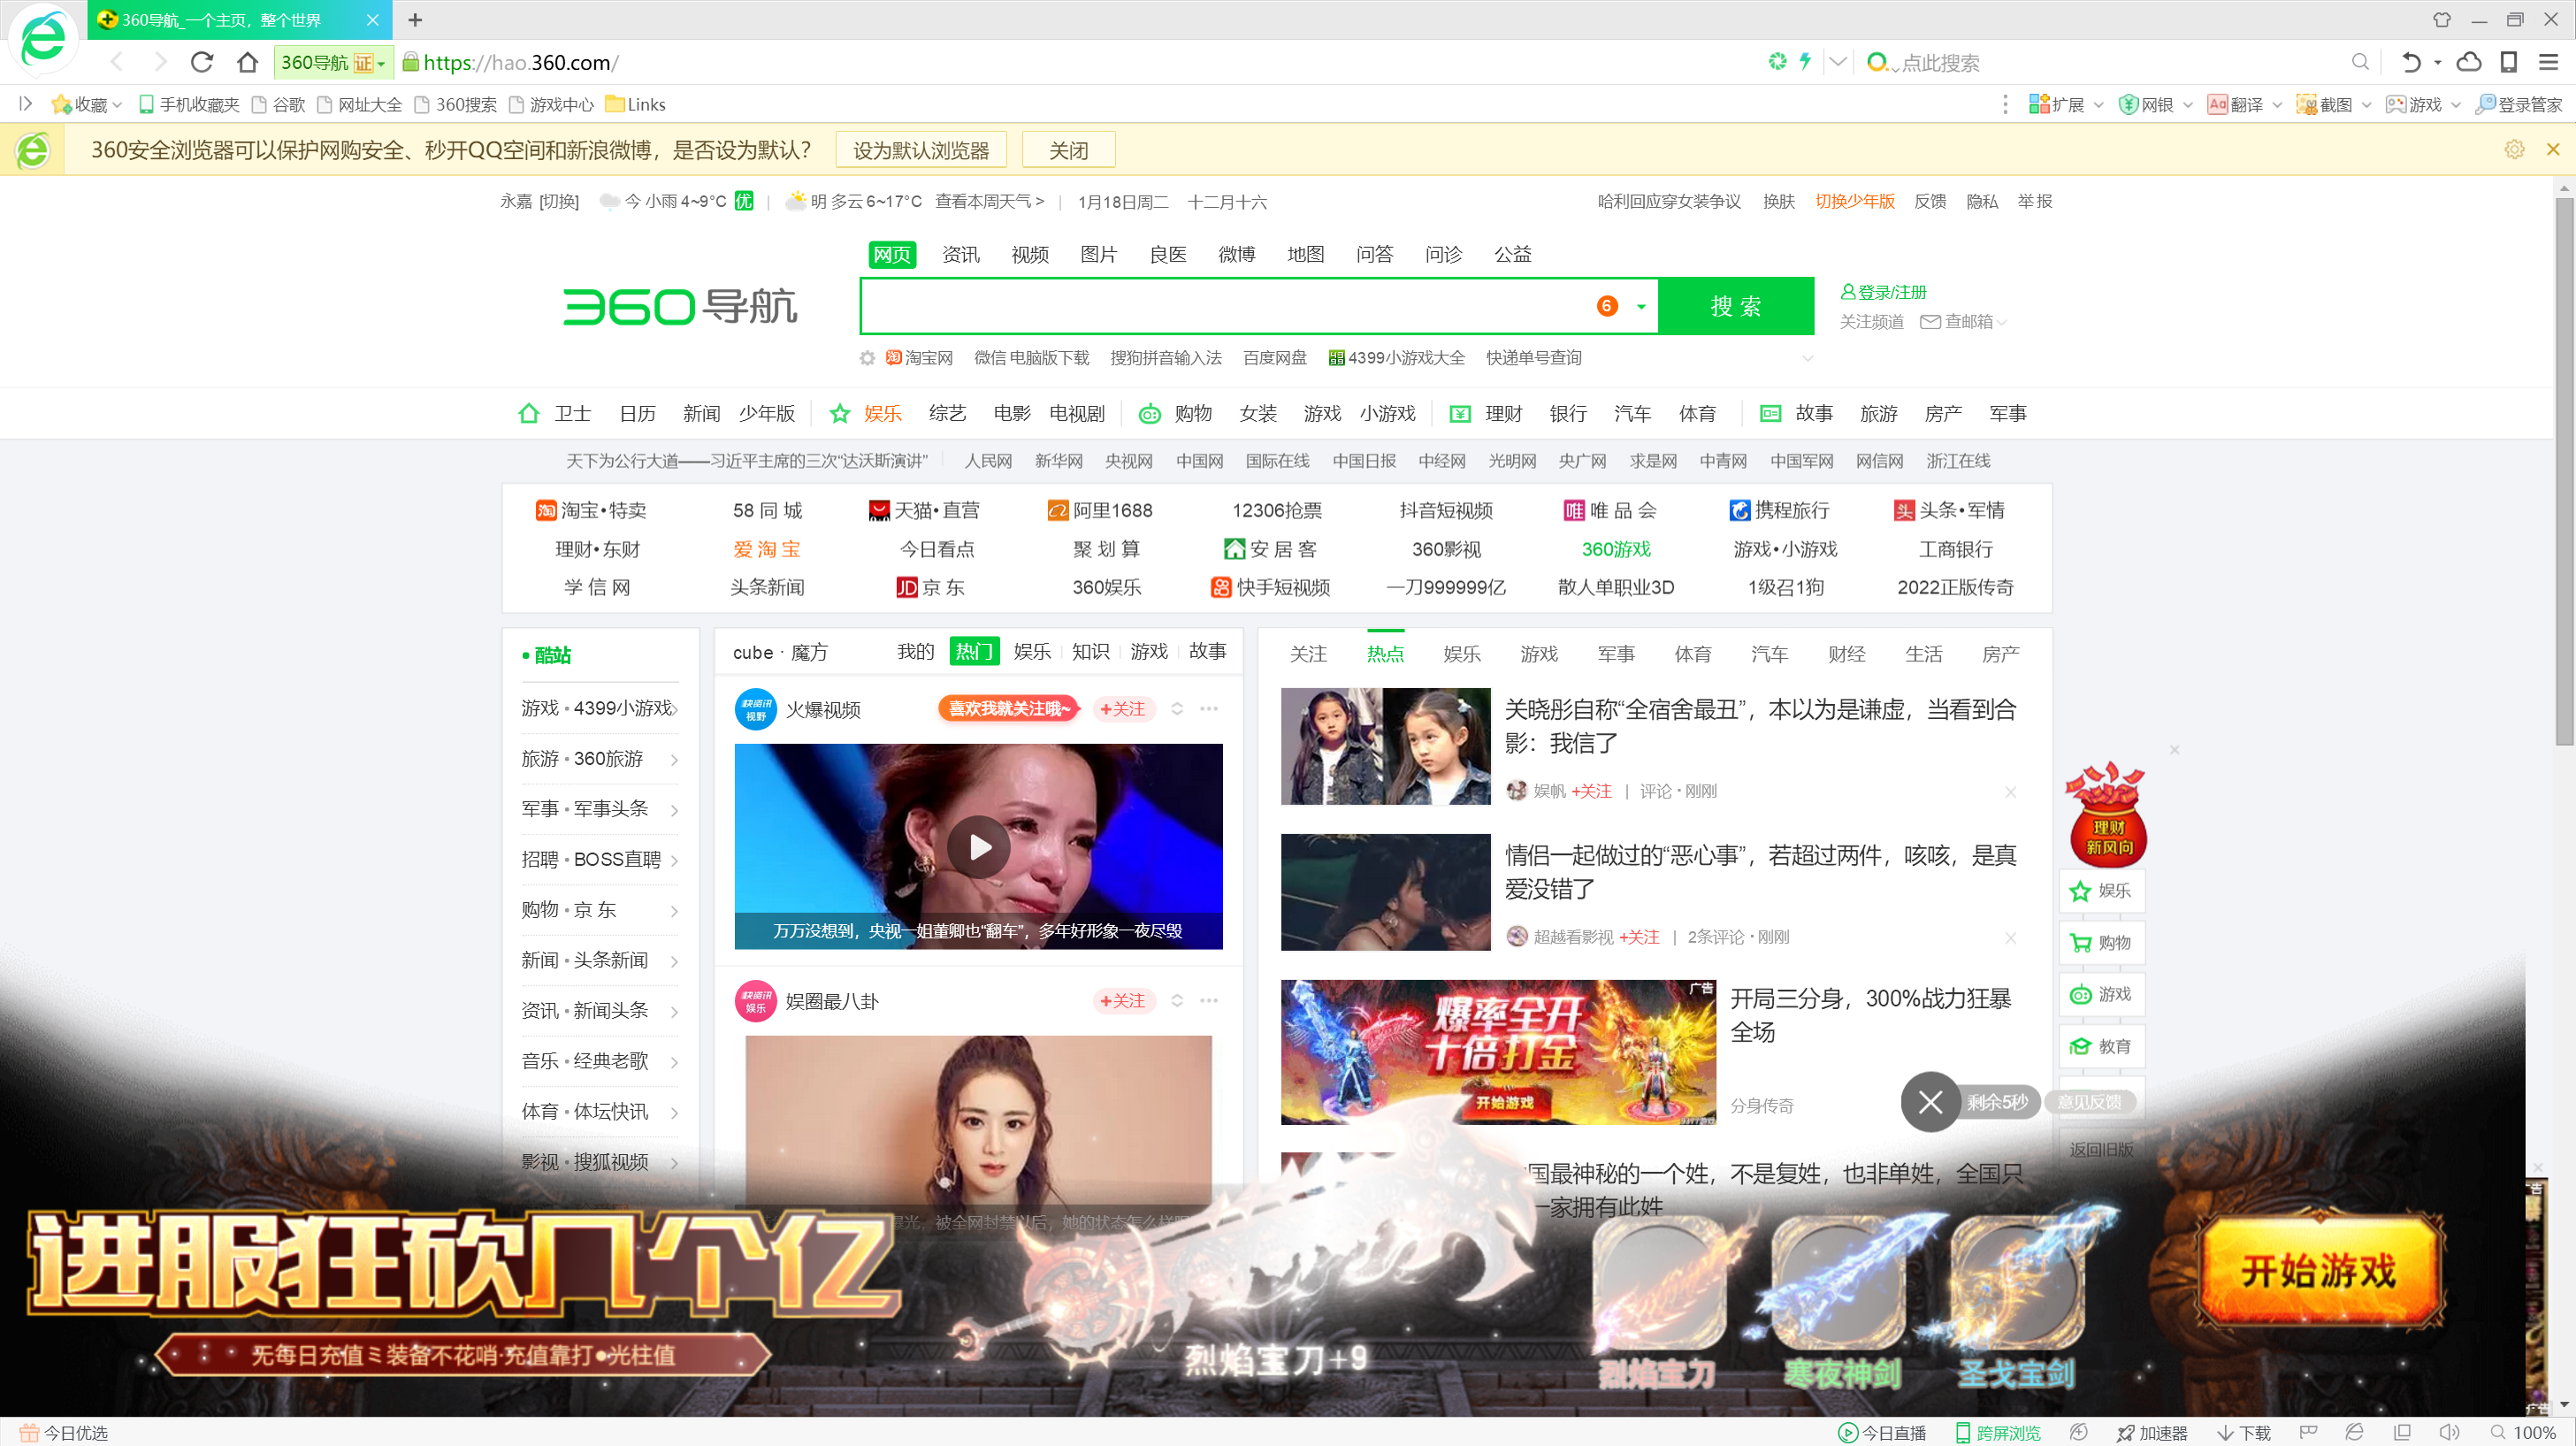 360导航_一个主页，整个世界
360导航 证 https://hao.360.com/ 点此搜索
收藏 手机收藏夹 谷歌 网址大全 360搜索 游戏中心 Links 扩展 网银 翻译 截图 游戏 登录管家
360安全浏览器可以保护网购安全、秒开QQ空间和新浪微博，是否设为默认？ 设为默认浏览器 关闭
永嘉 [切换] 今 小雨 4~9°C 优 | 明 多云 6~17°C 查看本周天气 > | 1月18日周二 十二月十六 哈利回应穿女装争议 换肤 切换少年版 反馈 隐私 举报
网页 资讯 视频 图片 良医 微博 地图 问答 问诊 公益
360导航 6 搜索 登录/注册
关注频道 查邮箱
淘宝网 微信 电脑版下载 搜狗拼音输入法 百度网盘 4399小游戏大全 快递单号查询
卫士 日历 新闻 少年版 娱乐 综艺 电影 电视剧 购物 女装 游戏 小游戏 理财 银行 汽车 体育 故事 旅游 房产 军事
天下为公行大道——习近平主席的三次“达沃斯演讲” 人民网 新华网 央视网 中国网 国际在线 中国日报 中经网 光明网 央广网 求是网 中青网 中国军网 网信网 浙江在线
淘宝•特卖 58同城 天猫•直营 阿里1688 12306抢票 抖音短视频 唯品会 携程旅行 头条•军情
理财•东财 爱淘宝 今日看点 聚划算 安居客 360影视 360游戏 游戏•小游戏 工商银行
学信网 头条新闻 京东 360娱乐 快手短视频 一刀999999亿 散人单职业3D 1级召1狗 2022正版传奇
酷站
游戏 • 4399小游戏
旅游 • 360旅游
军事 • 军事头条
招聘 • BOSS直聘
购物 • 京东
新闻 • 头条新闻
资讯 • 新闻头条
音乐 • 经典老歌
体育 • 体坛快讯
影视 • 搜狐视频
cube · 魔方 我的 热门 娱乐 知识 游戏 故事
快资讯 视野 火爆视频 喜欢我就关注哦~ +关注
万万没想到，央视一姐董卿也“翻车”，多年好形象一夜尽毁
快资讯 娱乐 娱圈最八卦 +关注
曝光，被全网封禁以后，她的状态怎么样
关注 热点 娱乐 游戏 军事 体育 汽车 财经 生活 房产
关晓彤自称“全宿舍最丑”，本以为是谦虚，当看到合
影：我信了
娱帆 +关注 | 评论 • 刚刚
情侣一起做过的“恶心事”，若超过两件，咳咳，是真
爱没错了
超越看影视 +关注 | 2条评论 • 刚刚
爆率全开
十倍打金
开始游戏
广告
开局三分身，300%战力狂暴
全场
分身传奇
国最神秘的一个姓，不是复姓，也非单姓，全国只
一家拥有此姓
理财
新风向
娱乐
购物
游戏
教育
剩余5秒 意见反馈
返回旧版
进服狂砍几个亿
无每日充值ミ装备不花哨·充值靠打●光柱值
烈焰宝刀+9
烈焰宝刀 寒夜神剑 圣戈宝剑
开始游戏
广告
今日优选 今日直播 跨屏浏览 加速器 下载 100%